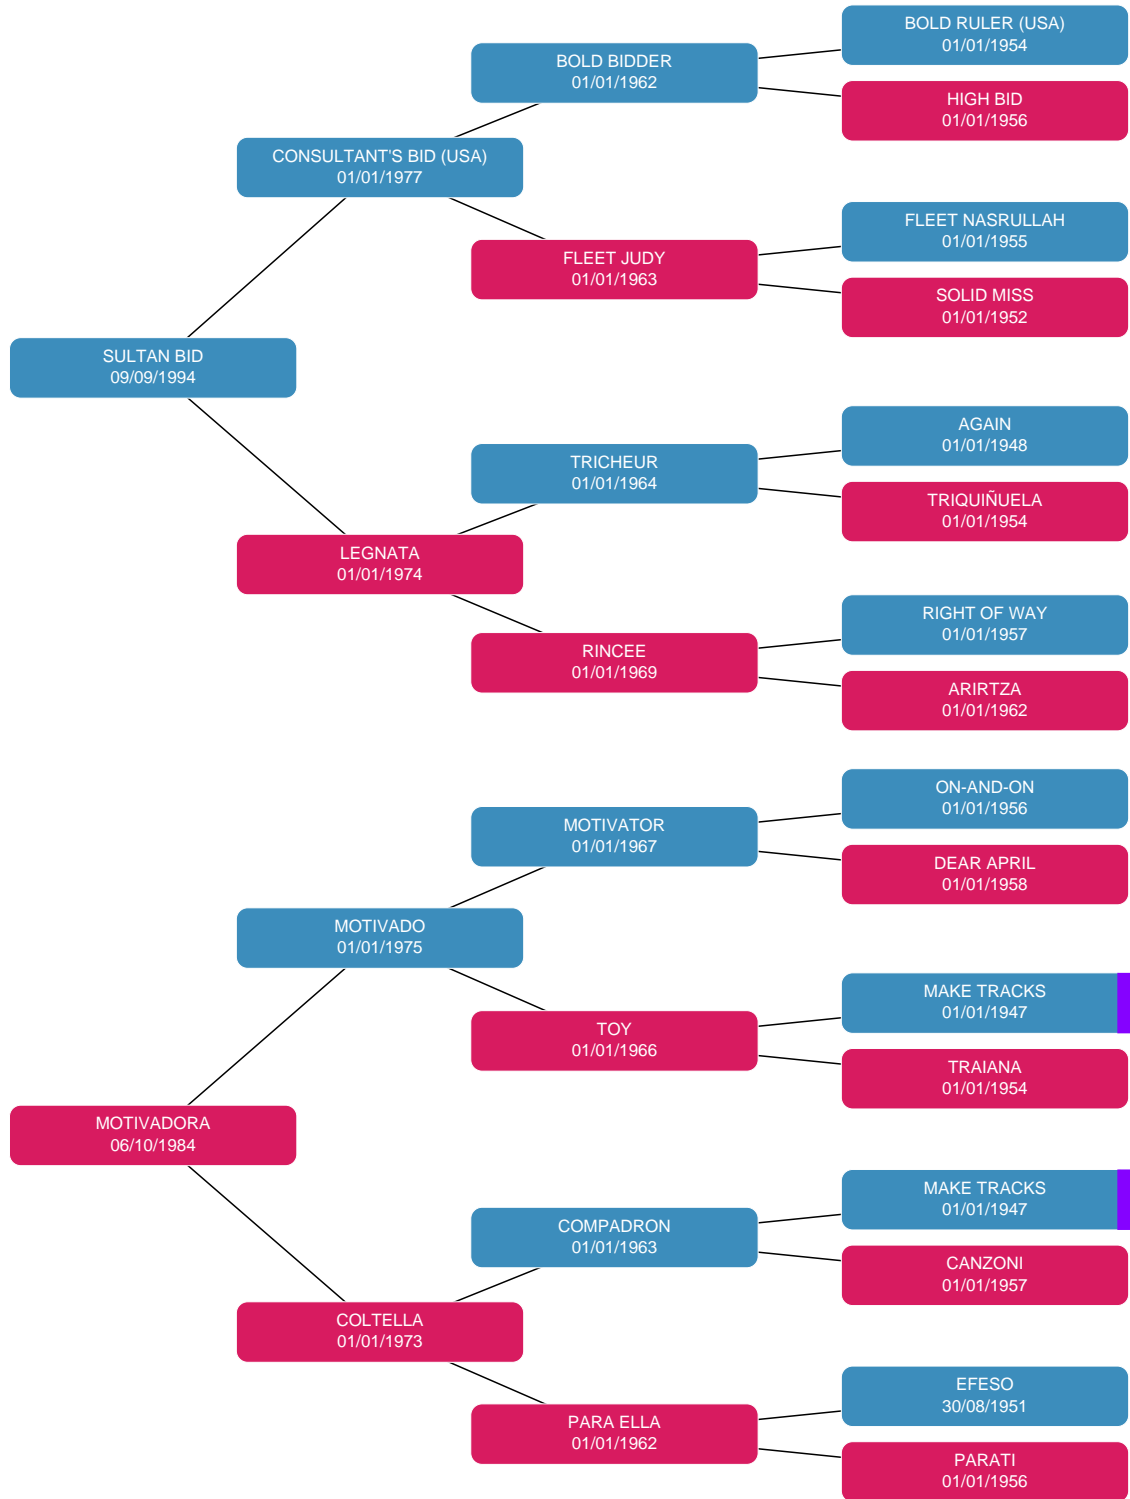 BOLD RULER (USA)
01/01/1954
BOLD BIDDER
01/01/1962
HIGH BID
01/01/1956
CONSULTANT'S BID (USA)
01/01/1977
FLEET NASRULLAH
01/01/1955
FLEET JUDY
01/01/1963
SOLID MISS
01/01/1952
SULTAN BID
09/09/1994
AGAIN
01/01/1948
TRICHEUR
01/01/1964
TRIQUIÑUELA
01/01/1954
LEGNATA
01/01/1974
RIGHT OF WAY
01/01/1957
RINCEE
01/01/1969
ARIRTZA
01/01/1962
ON-AND-ON
01/01/1956
MOTIVATOR
01/01/1967
DEAR APRIL
01/01/1958
MOTIVADO
01/01/1975
MAKE TRACKS
01/01/1947
TOY
01/01/1966
TRAIANA
01/01/1954
MOTIVADORA
06/10/1984
MAKE TRACKS
01/01/1947
COMPADRON
01/01/1963
CANZONI
01/01/1957
COLTELLA
01/01/1973
EFESO
30/08/1951
PARA ELLA
01/01/1962
PARATI
01/01/1956